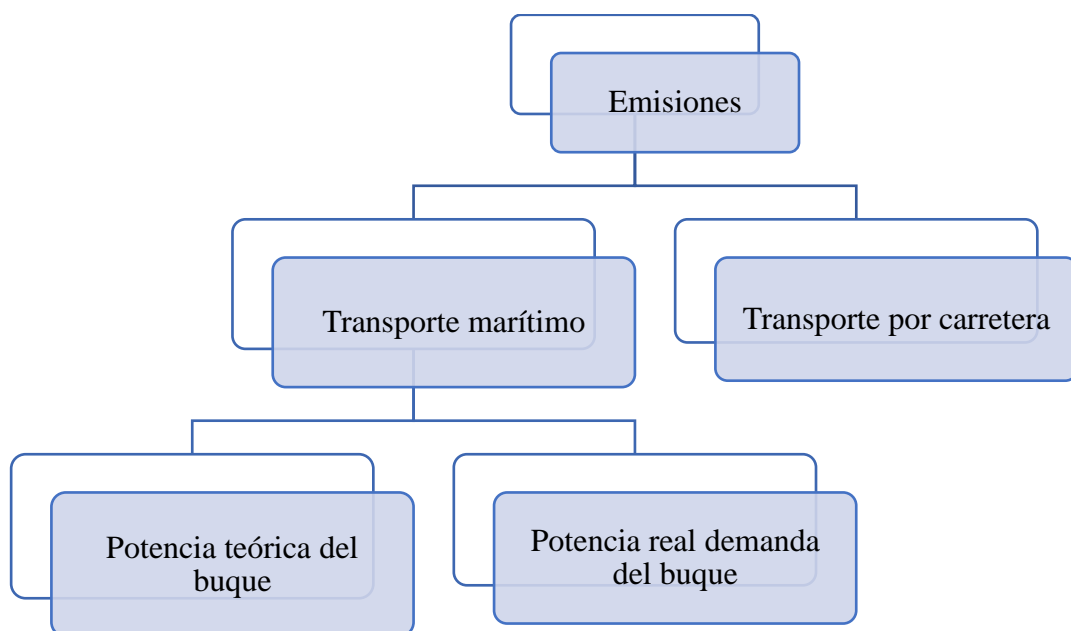 Emisiones
Transporte marítimo
Transporte por carretera
Potencia teórica del
buque
Potencia real demanda
del buque